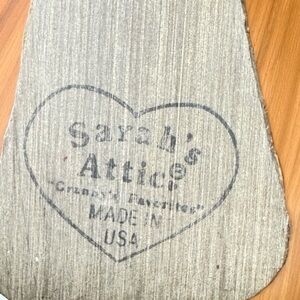 Sarah's
Attic®
"Granny's Favorites"
MADE IN
USA